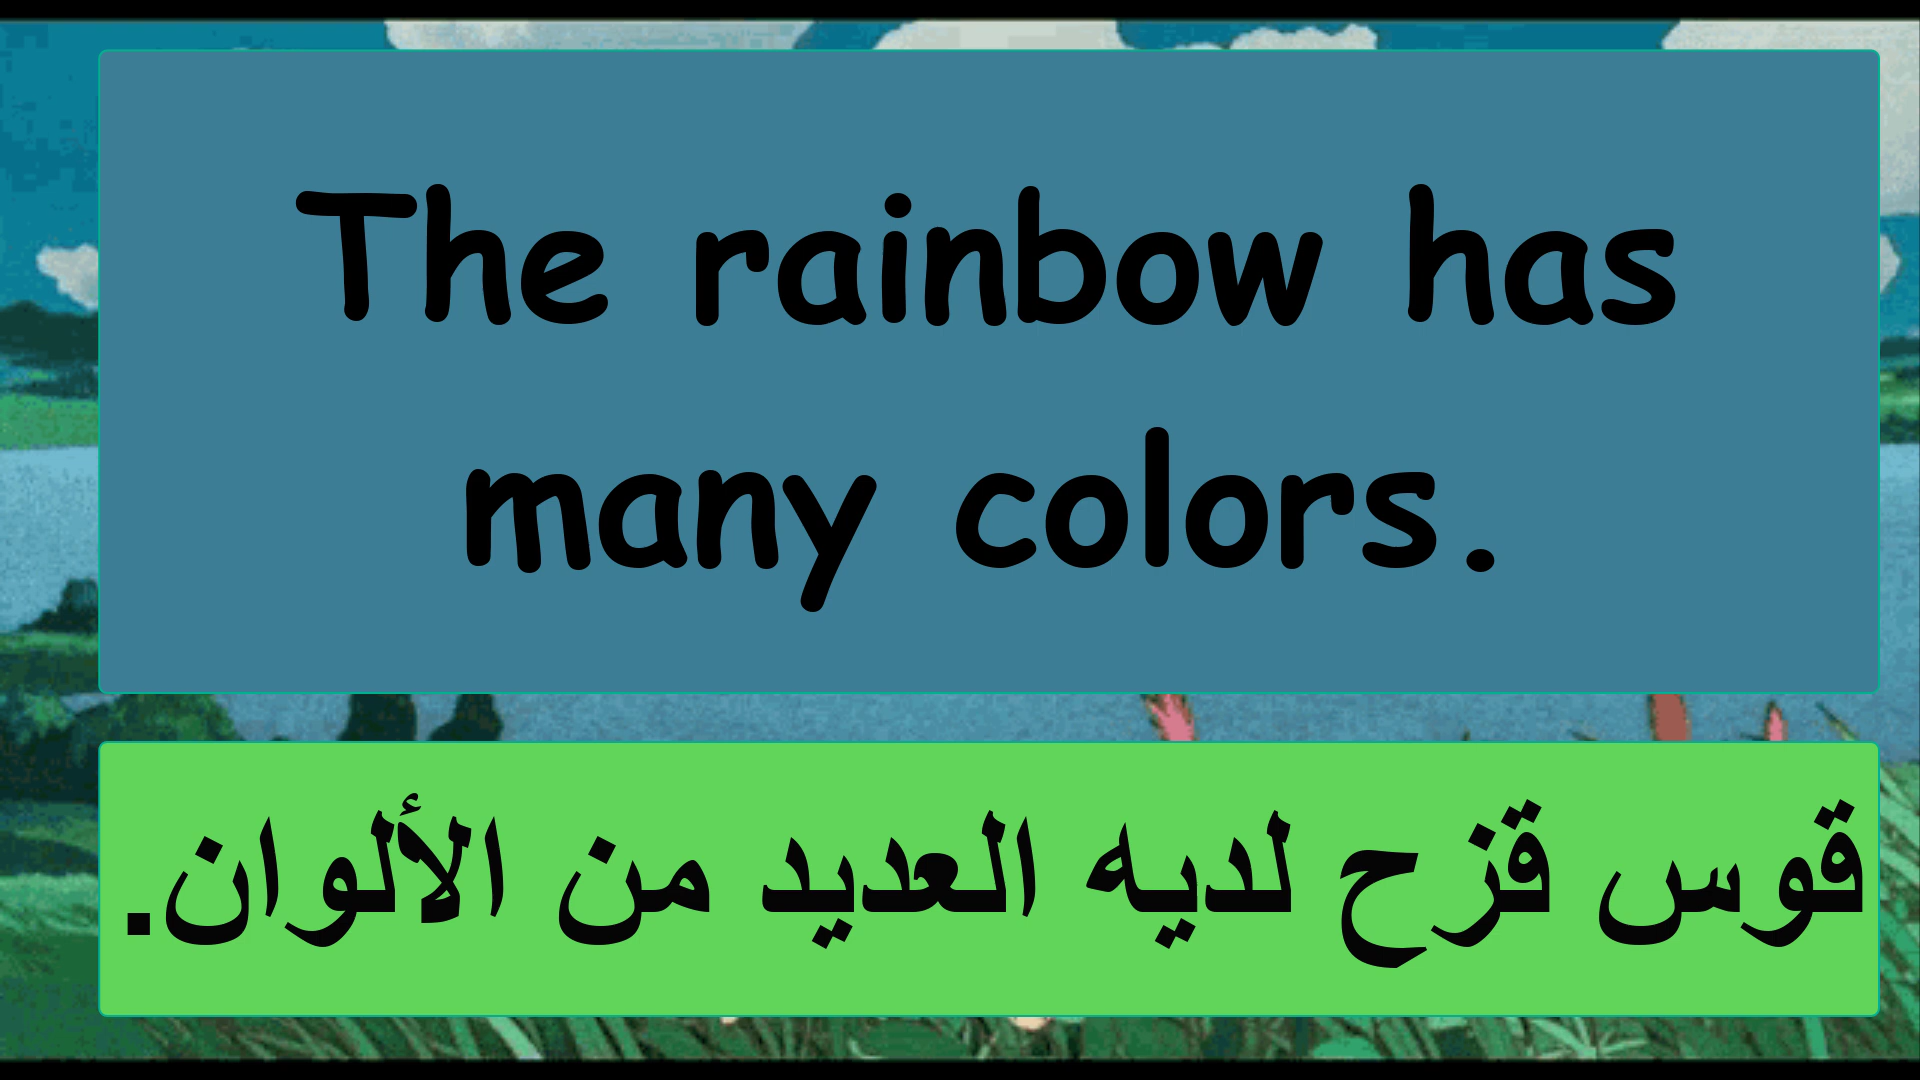 The rainbow has
many colors.
قوس قزح لديه العديد من الألوان.